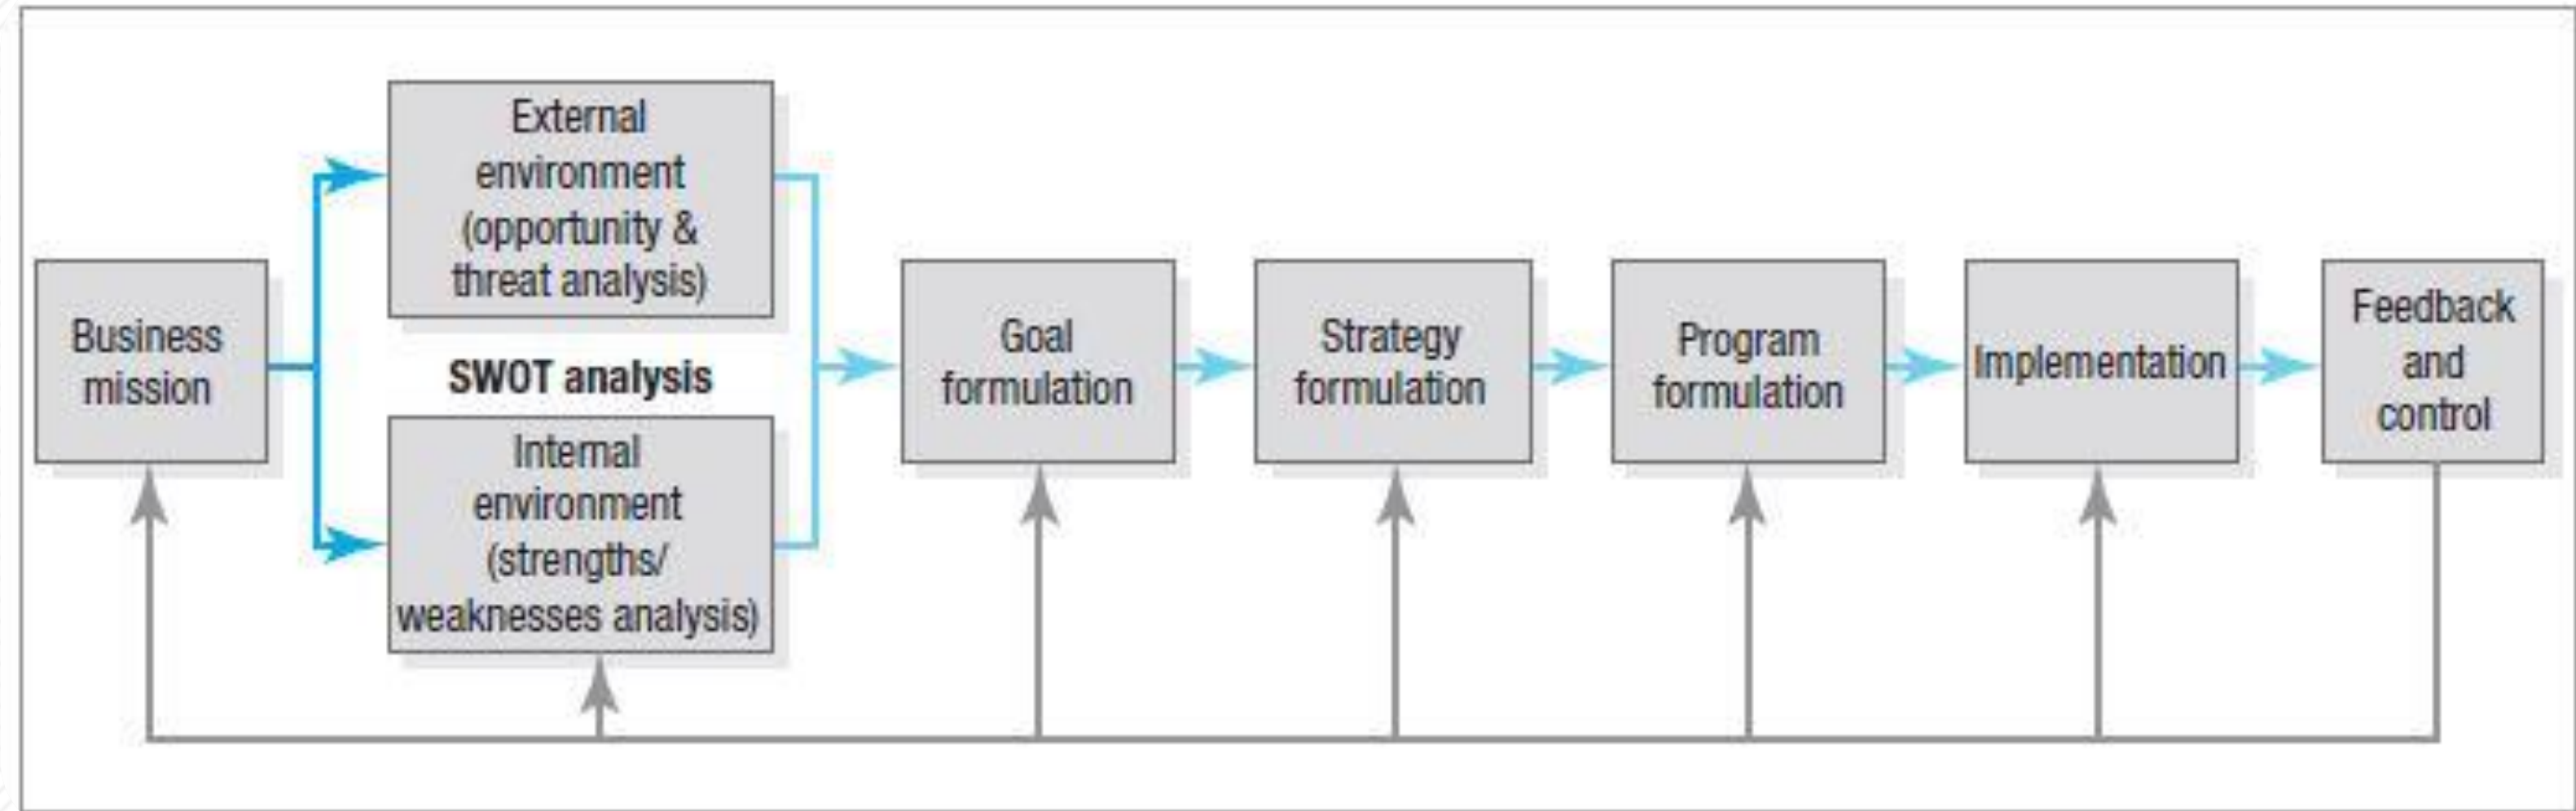 Business
mission
External
environment
(opportunity &
threat analysis)
SWOT analysis
Internal
environment
(strengths/
weaknesses analysis)
Goal
formulation
Strategy
formulation
Program
formulation
Implementation
Feedback
and
control